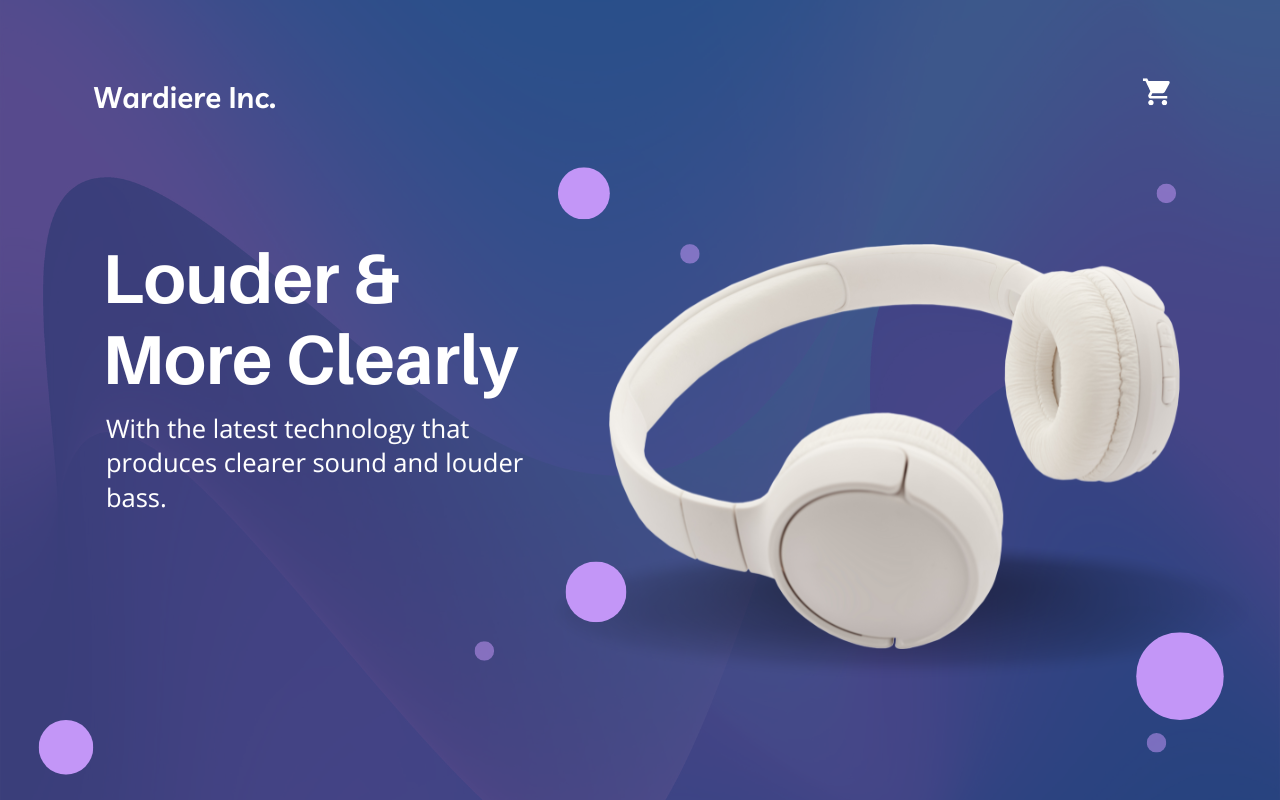 Wardiere Inc.
Louder &
More Clearly
With the latest technology that
produces clearer sound and louder
bass.